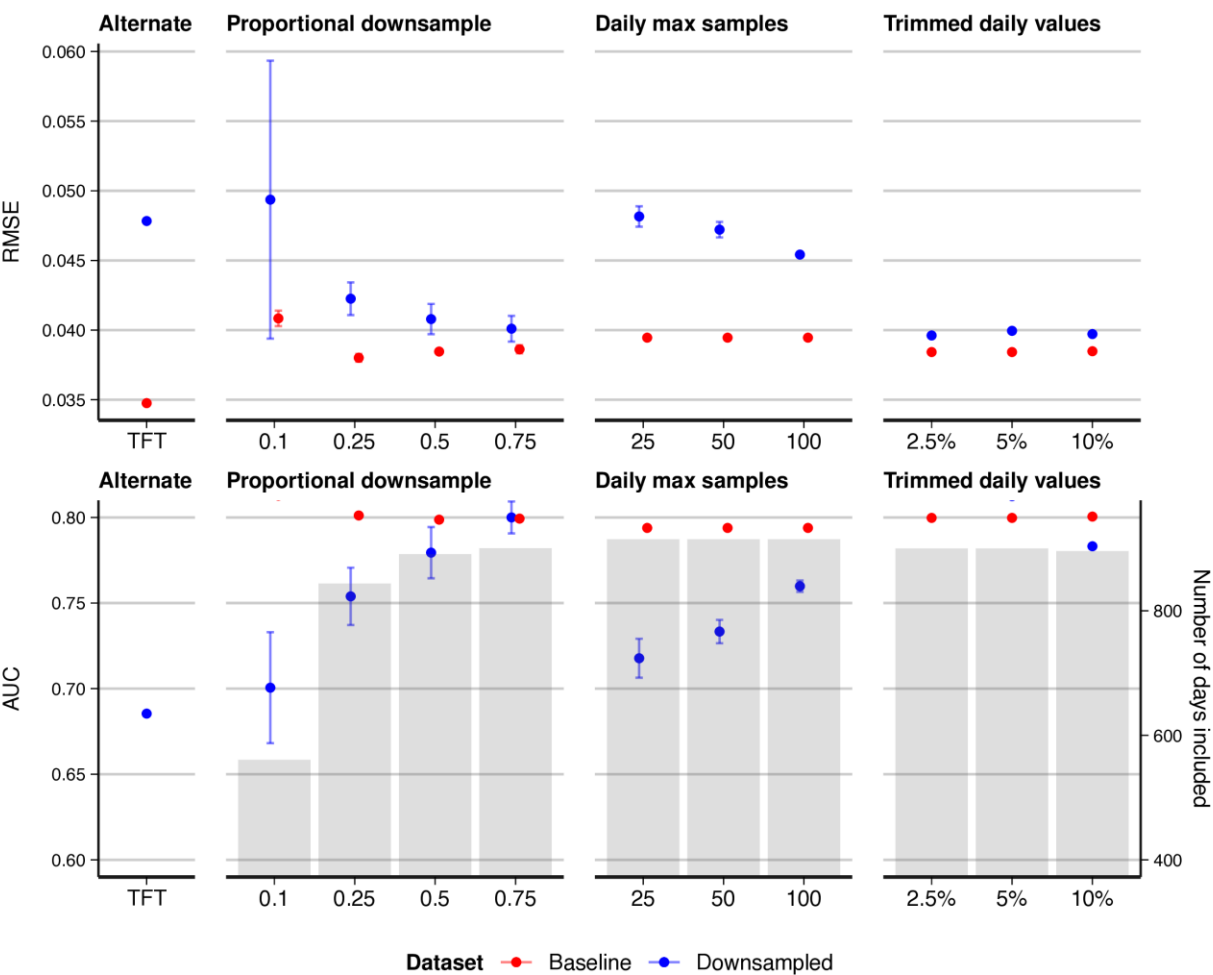 Alternate Proportional downsample Daily max samples Trimmed daily values
0.060
0.055
0.050
0.045
0.040
0.035
RMSE
TFT 0.1 0.25 0.5 0.75 25 50 100 2.5% 5% 10%
Alternate Proportional downsample Daily max samples Trimmed daily values
0.80
0.75
0.70
0.65
0.60
AUC
800
600
400
Number of days included
TFT 0.1 0.25 0.5 0.75 25 50 100 2.5% 5% 10%
Dataset Baseline Downsampled